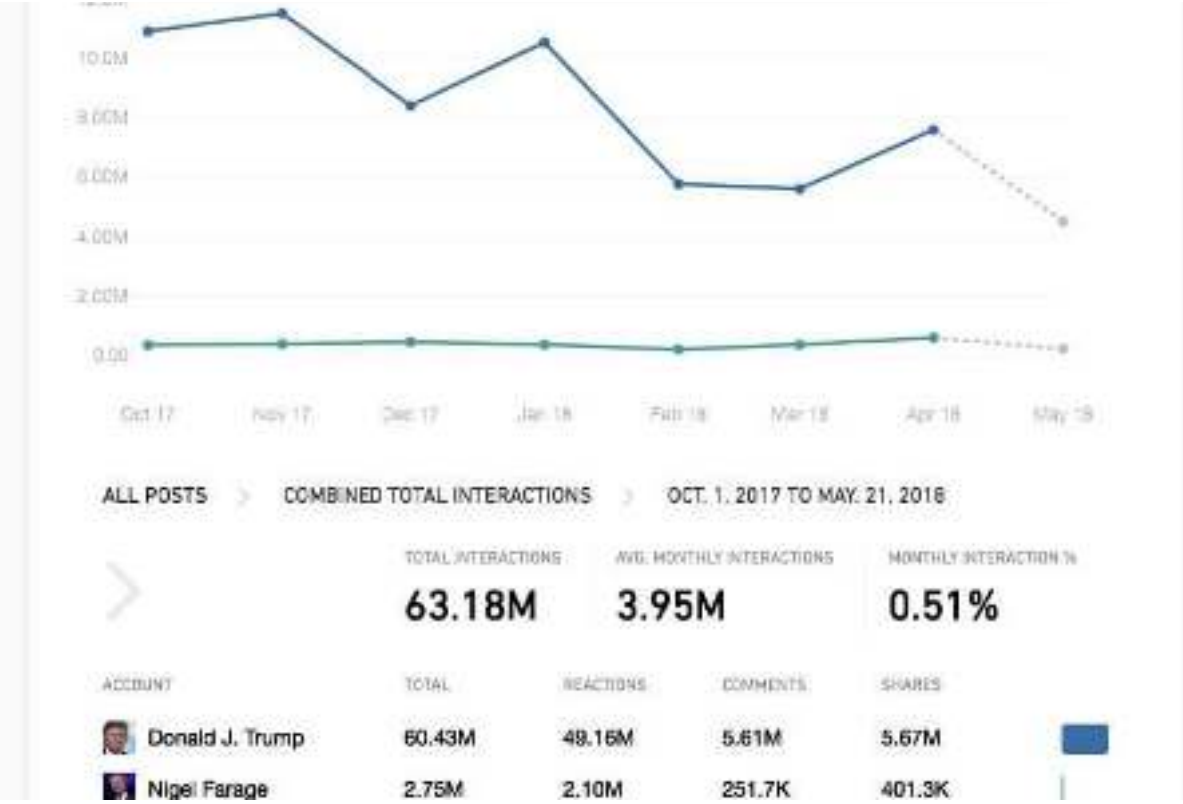 10.0M
8.00M
6.00M
4.00M
2.00M
0.00
Oct 17 Nov 17 Dec 17 Jan 18 Feb 18 Mar 18 Apr 18 May 18
ALL POSTS COMBINED TOTAL INTERACTIONS OCT. 1, 2017 TO MAY. 21, 2018
TOTAL INTERACTIONS AVG. MONTHLY INTERACTIONS MONTHLY INTERACTION %
63.18M 3.95M 0.51%
ACCOUNT TOTAL REACTIONS COMMENTS SHARES
Donald J. Trump 60.43M 49.16M 5.61M 5.67M
Nigel Farage 2.75M 2.10M 251.7K 401.3K